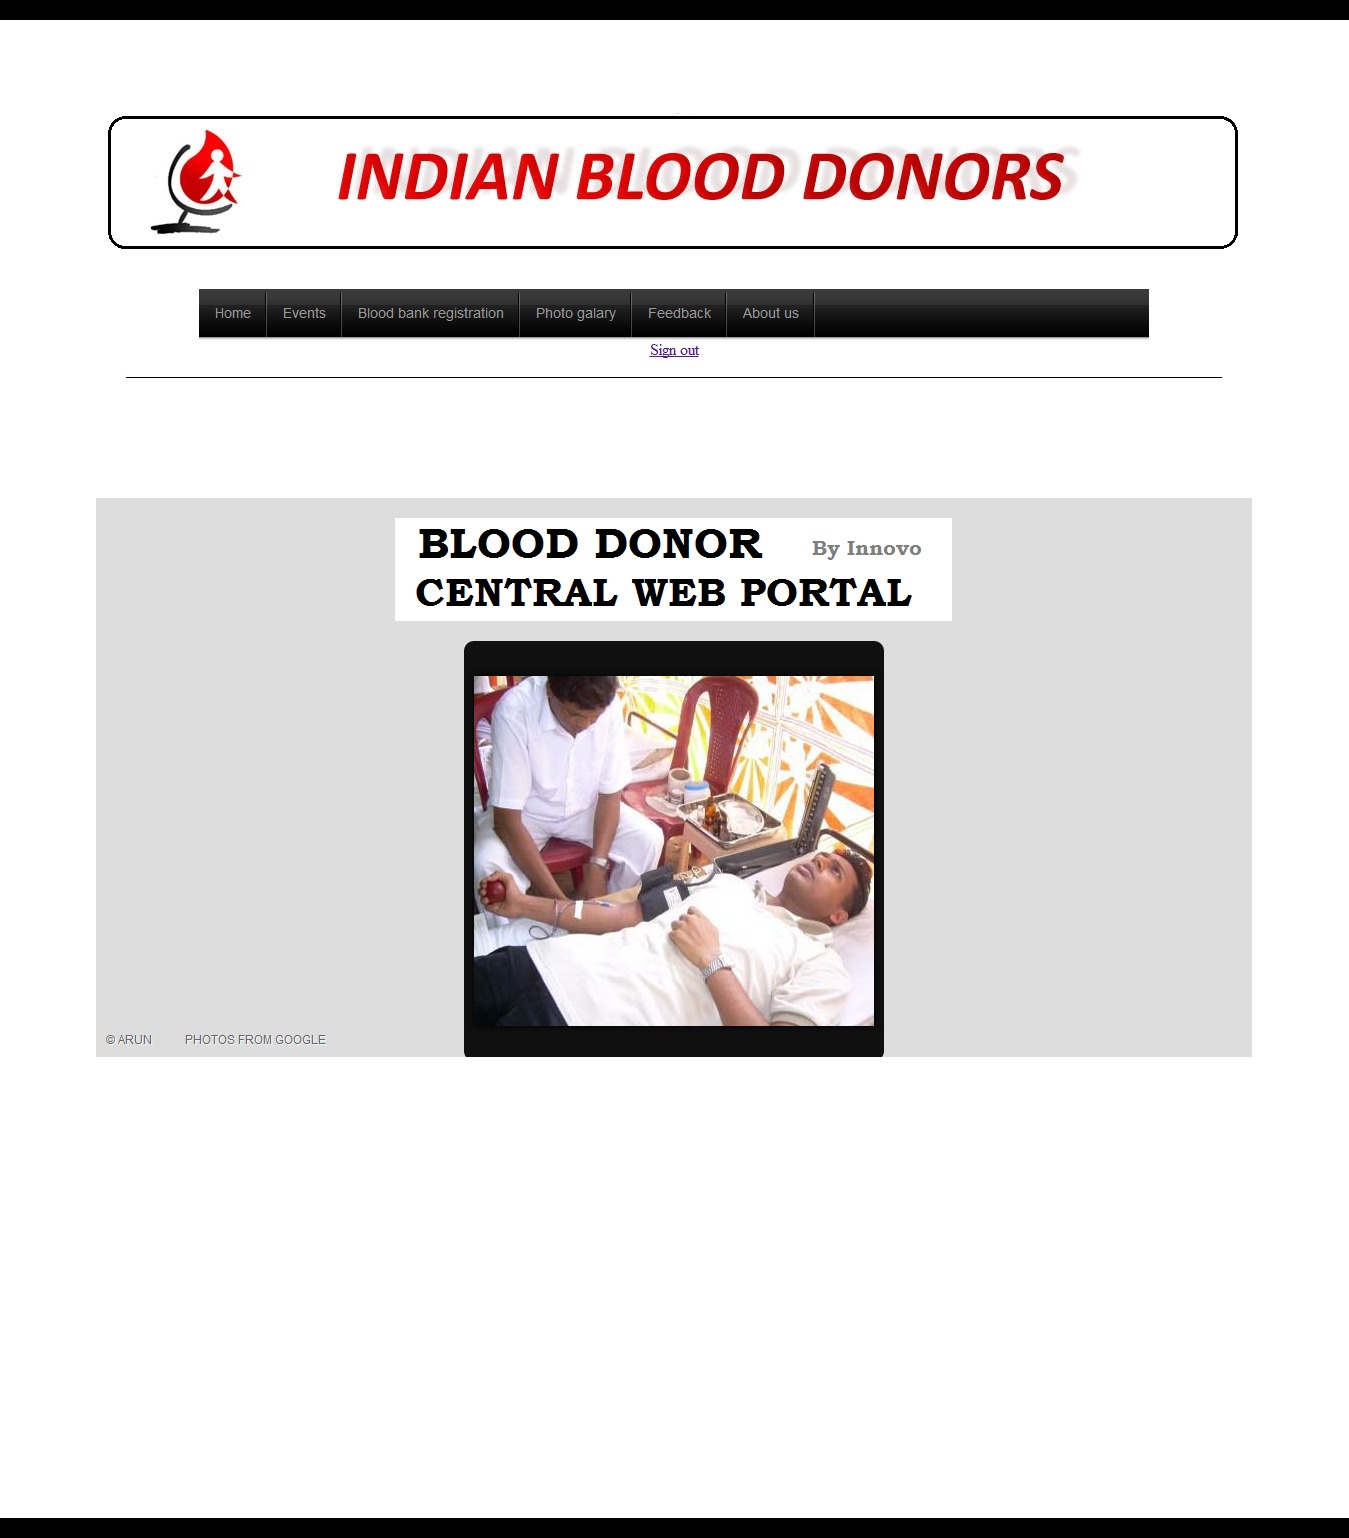 INDIAN BLOOD DONORS
Home Events Blood bank registration Photo galary Feedback About us
Sign out
BLOOD DONOR By Innovo
CENTRAL WEB PORTAL
© ARUN PHOTOS FROM GOOGLE